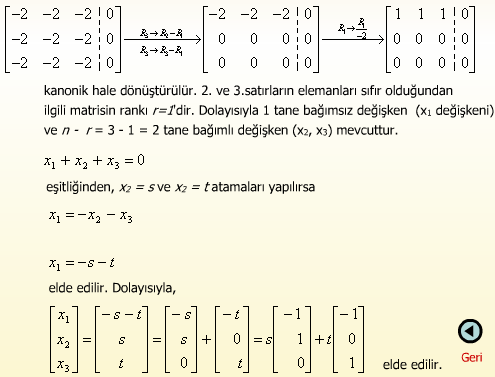 [-2 -2 -2 | 0; -2 -2 -2 | 0; -2 -2 -2 | 0] R₂→R₂-R₁ R₃→R₃-R₁ [-2 -2 -2 | 0; 0 0 0 | 0; 0 0 0 | 0] R₁→R₁/-2 [1 1 1 | 0; 0 0 0 | 0; 0 0 0 | 0]
kanonik hale dönüştürülür. 2. ve 3.satırların elemanları sıfır olduğundan
ilgili matrisin rankı r=1'dir. Dolayısıyla 1 tane bağımsız değişken (x₁ değişkeni)
ve n - r = 3 - 1 = 2 tane bağımlı değişken (x₂, x₃) mevcuttur.
x₁ + x₂ + x₃ = 0
eşitliğinden, x₂ = s ve x₂ = t atamaları yapılırsa
x₁ = -x₂ - x₃
x₁ = -s - t
elde edilir. Dolayısıyla,
[x₁; x₂; x₃] = [-s - t; s; t] = [-s; s; 0] + [-t; 0; t] = s[-1; 1; 0] + t[-1; 0; 1] elde edilir.
Geri